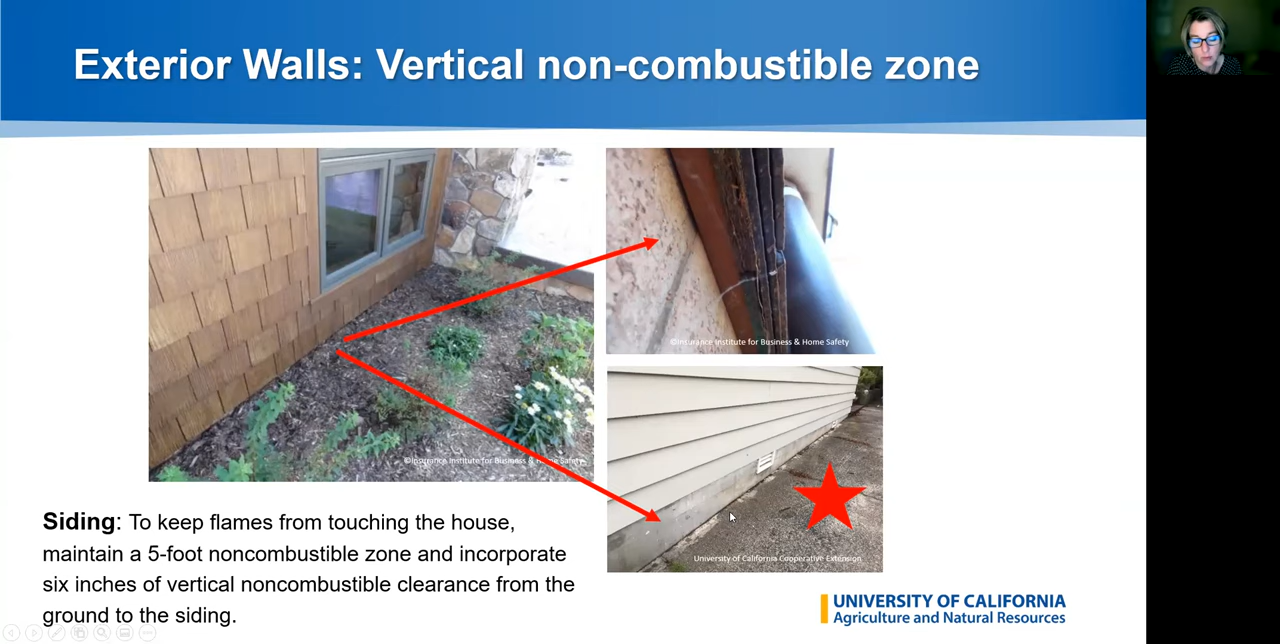 Exterior Walls: Vertical non-combustible zone
©Insurance Institute for Business & Home Safety
©Insurance Institute for Business & Home Safety
University of California Cooperative Extension
Siding: To keep flames from touching the house,
maintain a 5-foot noncombustible zone and incorporate
six inches of vertical noncombustible clearance from the
ground to the siding.
UNIVERSITY OF CALIFORNIA
Agriculture and Natural Resources